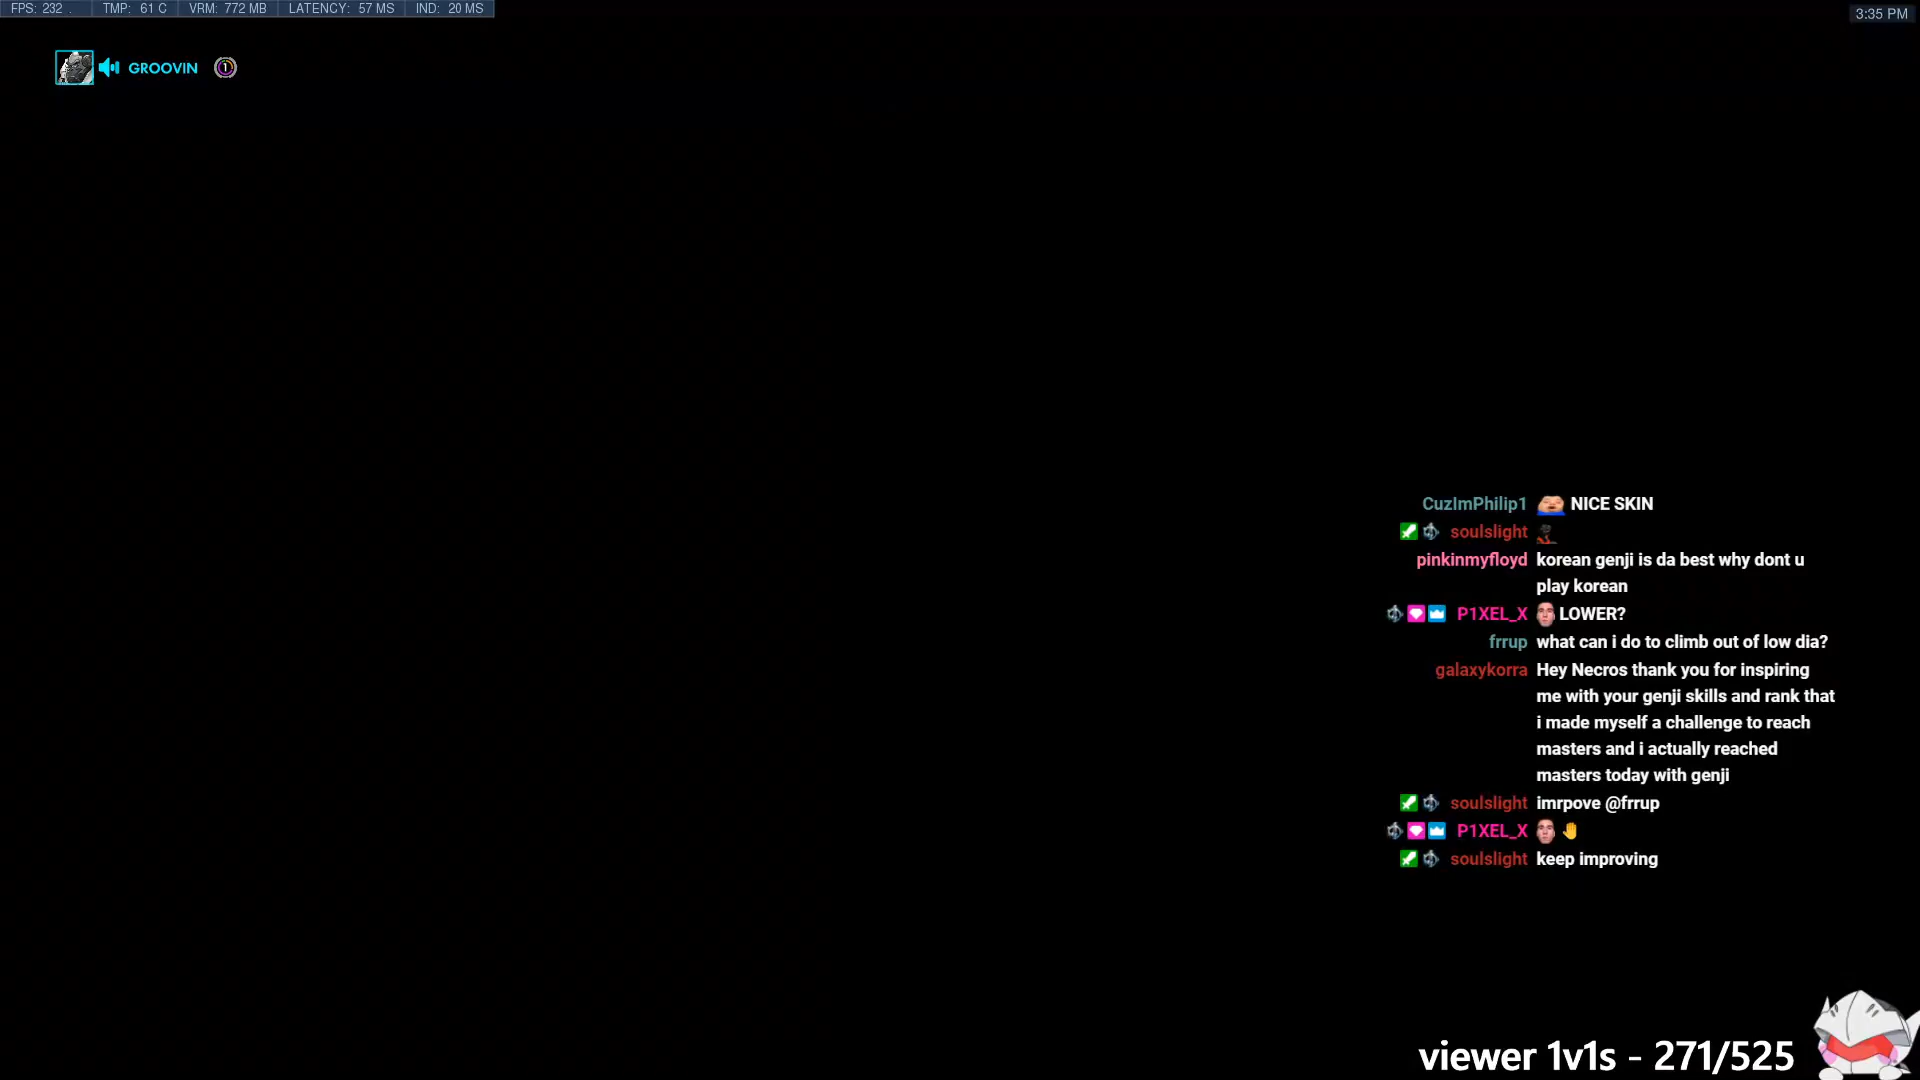 FPS: 232 TMP: 61 C VRM: 772 MB LATENCY: 57 MS IND: 20 MS
3:35 PM
GROOVIN 1
CuzImPhilip1 NICE SKIN
soulslight
pinkinmyfloyd korean genji is da best why dont u
play korean
P1XEL_X LOWER?
frrup what can i do to climb out of low dia?
galaxykorra Hey Necros thank you for inspiring
me with your genji skills and rank that
i made myself a challenge to reach
masters and i actually reached
masters today with genji
soulslight imrpove @frrup
P1XEL_X
soulslight keep improving
viewer 1v1s - 271/525